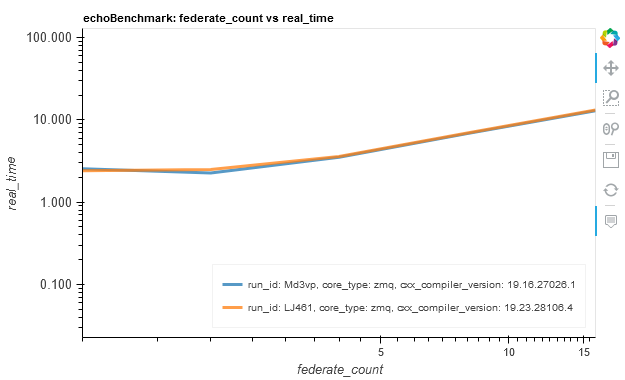 echoBenchmark: federate_count vs real_time
100.000
10.000
1.000
0.100
real_time
run_id: Md3vp, core_type: zmq, cxx_compiler_version: 19.16.27026.1
run_id: LJ461, core_type: zmq, cxx_compiler_version: 19.23.28106.4
5
10
15
federate_count